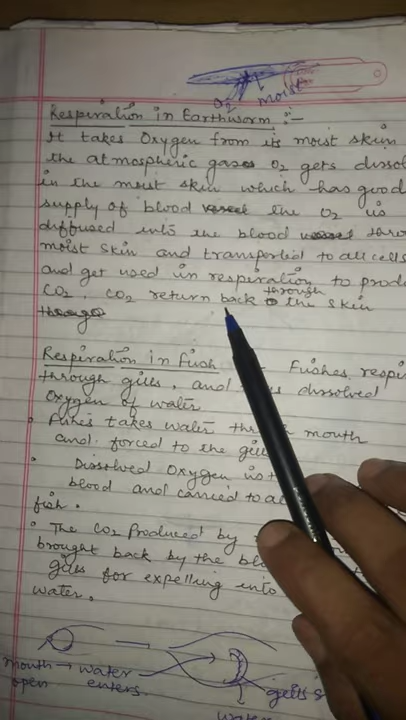 O2 moist
Respiration in Earthworm :-
It takes Oxygen from its moist skin
the atmospheric gases O2 gets dissol
in the moist skin which has good
supply of blood the O2 is
diffused into the blood thro
moist skin and transported to all cells
and get used in respiration to produ
CO2. CO2 return back through the skin
Respiration in fish Fishes respi
through gills, and dissolved
Oxygen of water
• Fishes takes water mouth
and forced to the
• Dissolved Oxygen is
blood and carried to
fish.
• The CO2 Produced by
brought back by the
gills for expelling into
water.
mouth → water
open enters.